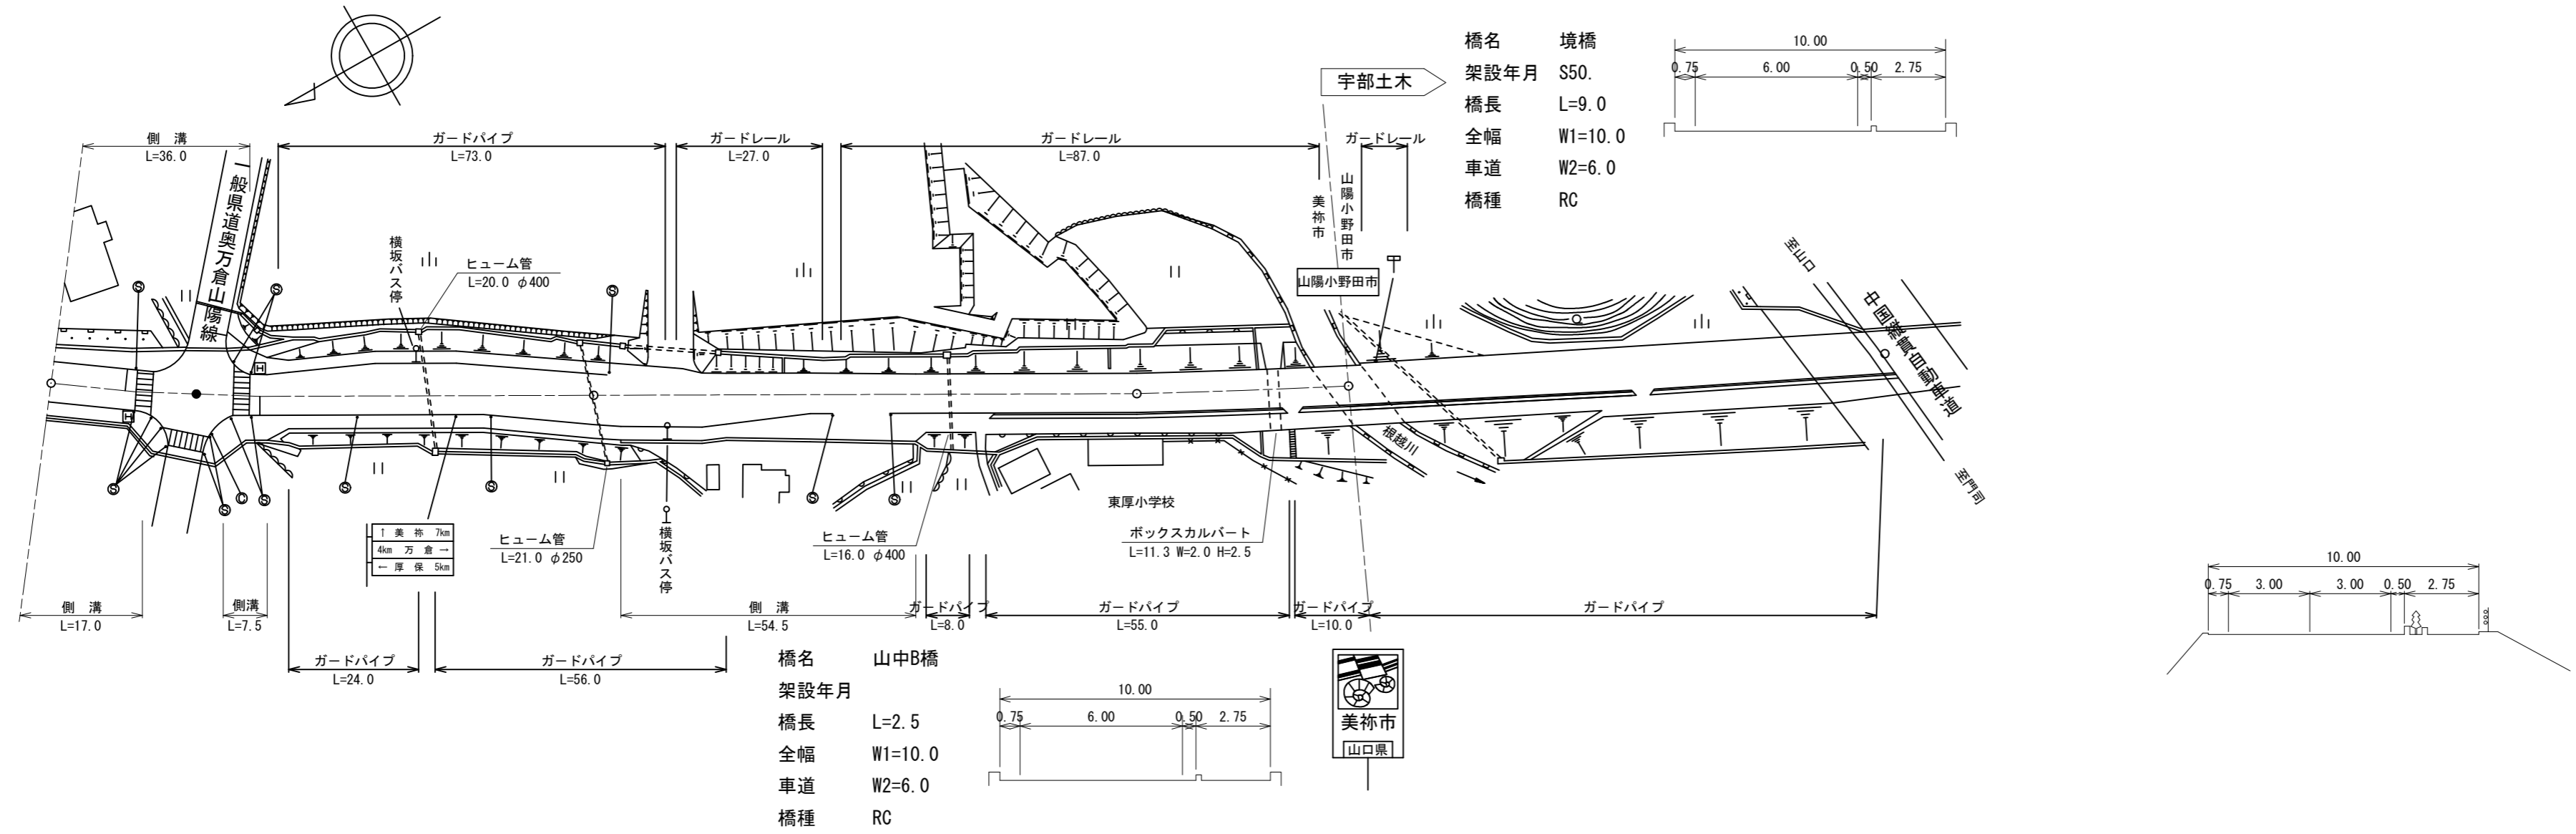 側　溝
L=36.0
ガードパイプ
L=73.0
ガードレール
L=27.0
ガードレール
L=87.0
ガードレール
宇部土木
橋名　境橋
架設年月　S50.
橋長　L=9.0
全幅　W1=10.0
車道　W2=6.0
橋種　RC
10.00
0.75　6.00　0.50　2.75
一般県道奥万倉山陽線
横坂バス停
ヒューム管
L=20.0 φ400
美祢市
山陽小野田市
山陽小野田市
至山口
中国縦貫自動車道
至門司
H
H
S
S
S
S
S
C
S
S
S
S
S
根越川
東厚小学校
↑ 美 祢 7km
4km 万 倉 →
← 厚 保 5km
ヒューム管
L=21.0 φ250
横坂バス停
ヒューム管
L=16.0 φ400
ボックスカルバート
L=11.3 W=2.0 H=2.5
側　溝
L=17.0
側溝
L=7.5
側　溝
L=54.5
ガードパイプ
L=8.0
ガードパイプ
L=55.0
ガードパイプ
L=10.0
ガードパイプ
ガードパイプ
L=24.0
ガードパイプ
L=56.0
橋名　山中B橋
架設年月
橋長　L=2.5
全幅　W1=10.0
車道　W2=6.0
橋種　RC
10.00
0.75　6.00　0.50　2.75
美祢市
山口県
10.00
0.75　3.00　3.00　0.50　2.75